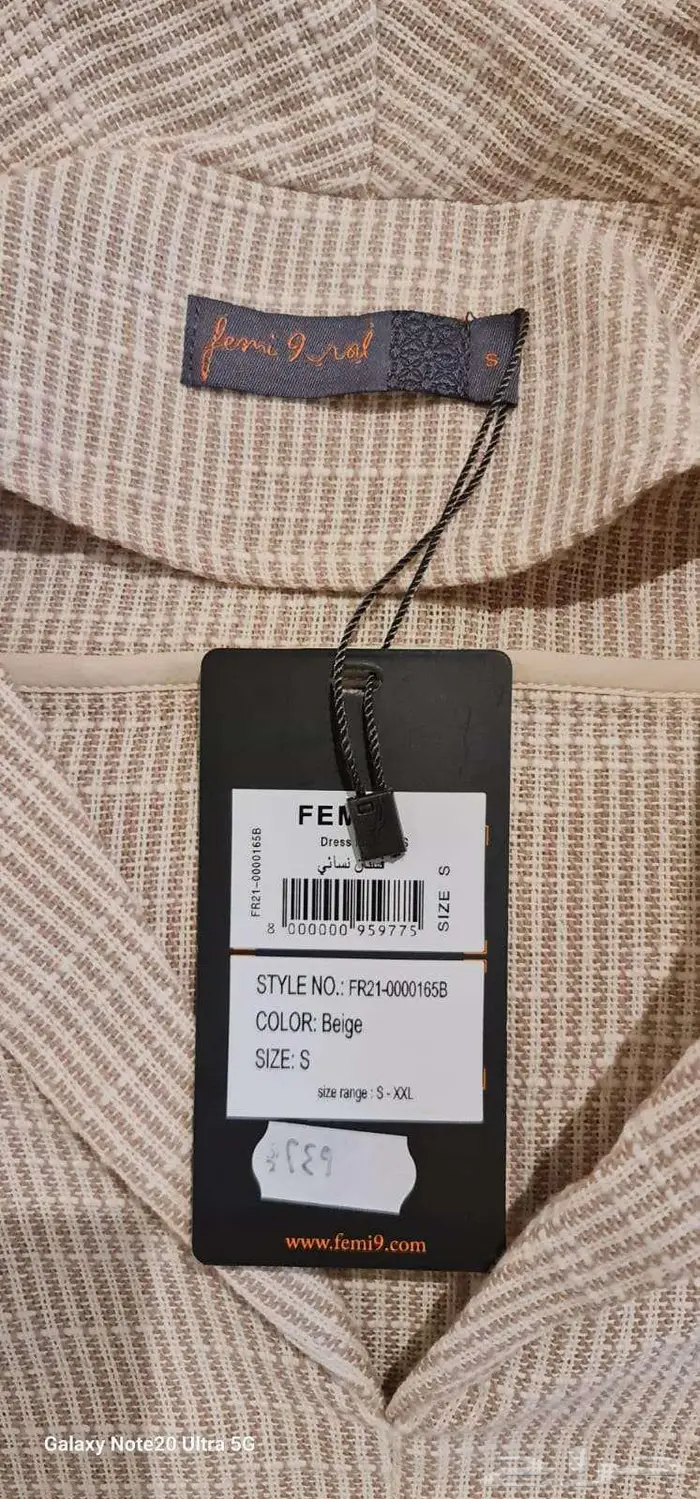 femi 9
S
FR21-0000165B
Dress
فستان نسائي
SIZE S
8 000000 959775
STYLE NO.: FR21-0000165B
COLOR: Beige
SIZE: S
size range : S - XXL
www.femi9.com
Galaxy Note20 Ultra 5G